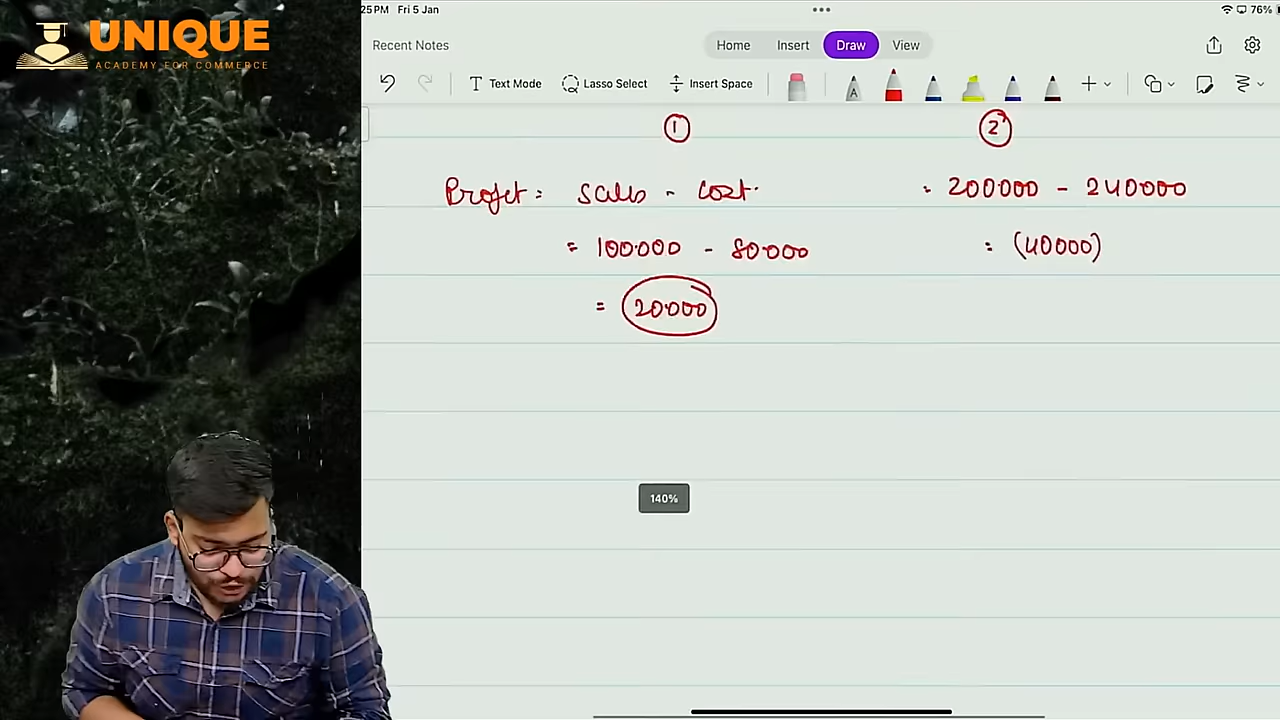 UNIQUE
ACADEMY FOR COMMERCE
25PM Fri 5 Jan
76%
Recent Notes
Home Insert Draw View
Text Mode Lasso Select Insert Space
A
① ②
Profit = Sales - Cost
= 100000 - 80000
= 20000
= 200000 - 240000
= (40000)
140%